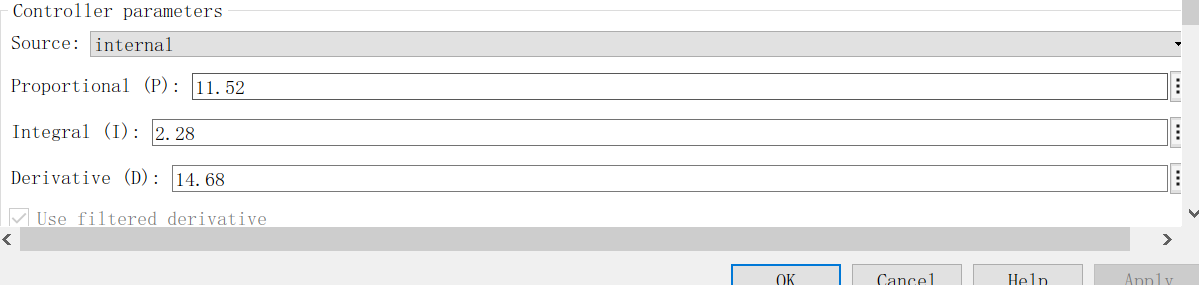 Controller parameters
Source: internal
Proportional (P): 11.52
Integral (I): 2.28
Derivative (D): 14.68
Use filtered derivative
OK Cancel Help Apply